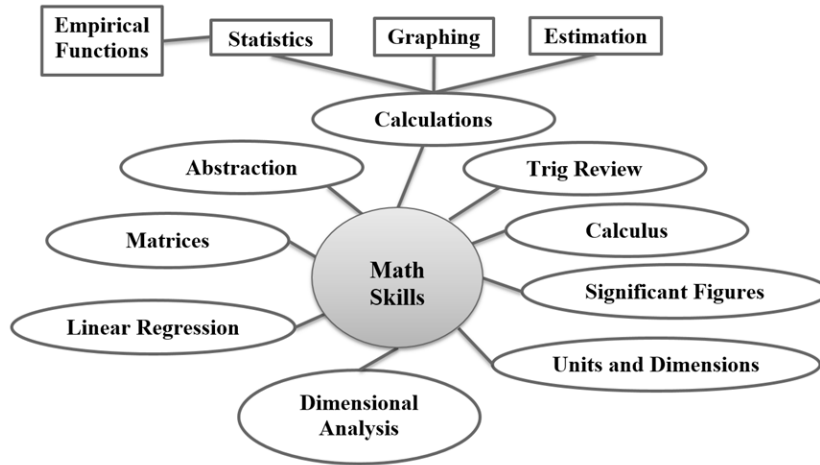 Empirical
Functions
Statistics
Graphing
Estimation
Calculations
Abstraction
Trig Review
Matrices
Calculus
Math
Skills
Significant Figures
Linear Regression
Units and Dimensions
Dimensional
Analysis